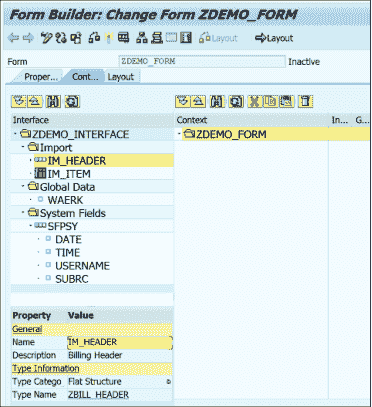 Form Builder: Change Form ZDEMO_FORM
Layout Layout
Form ZDEMO_FORM Inactive
Proper... Cont... Layout
Interface Context In... G...
ZDEMO_INTERFACE ZDEMO_FORM
Import
IM_HEADER
IM_ITEM
Global Data
WAERK
System Fields
SFPSY
DATE
TIME
USERNAME
SUBRC
Property Value
General
Name IM_HEADER
Description Billing Header
Type Information
Type Catego Flat Structure
Type Name ZBILL_HEADER